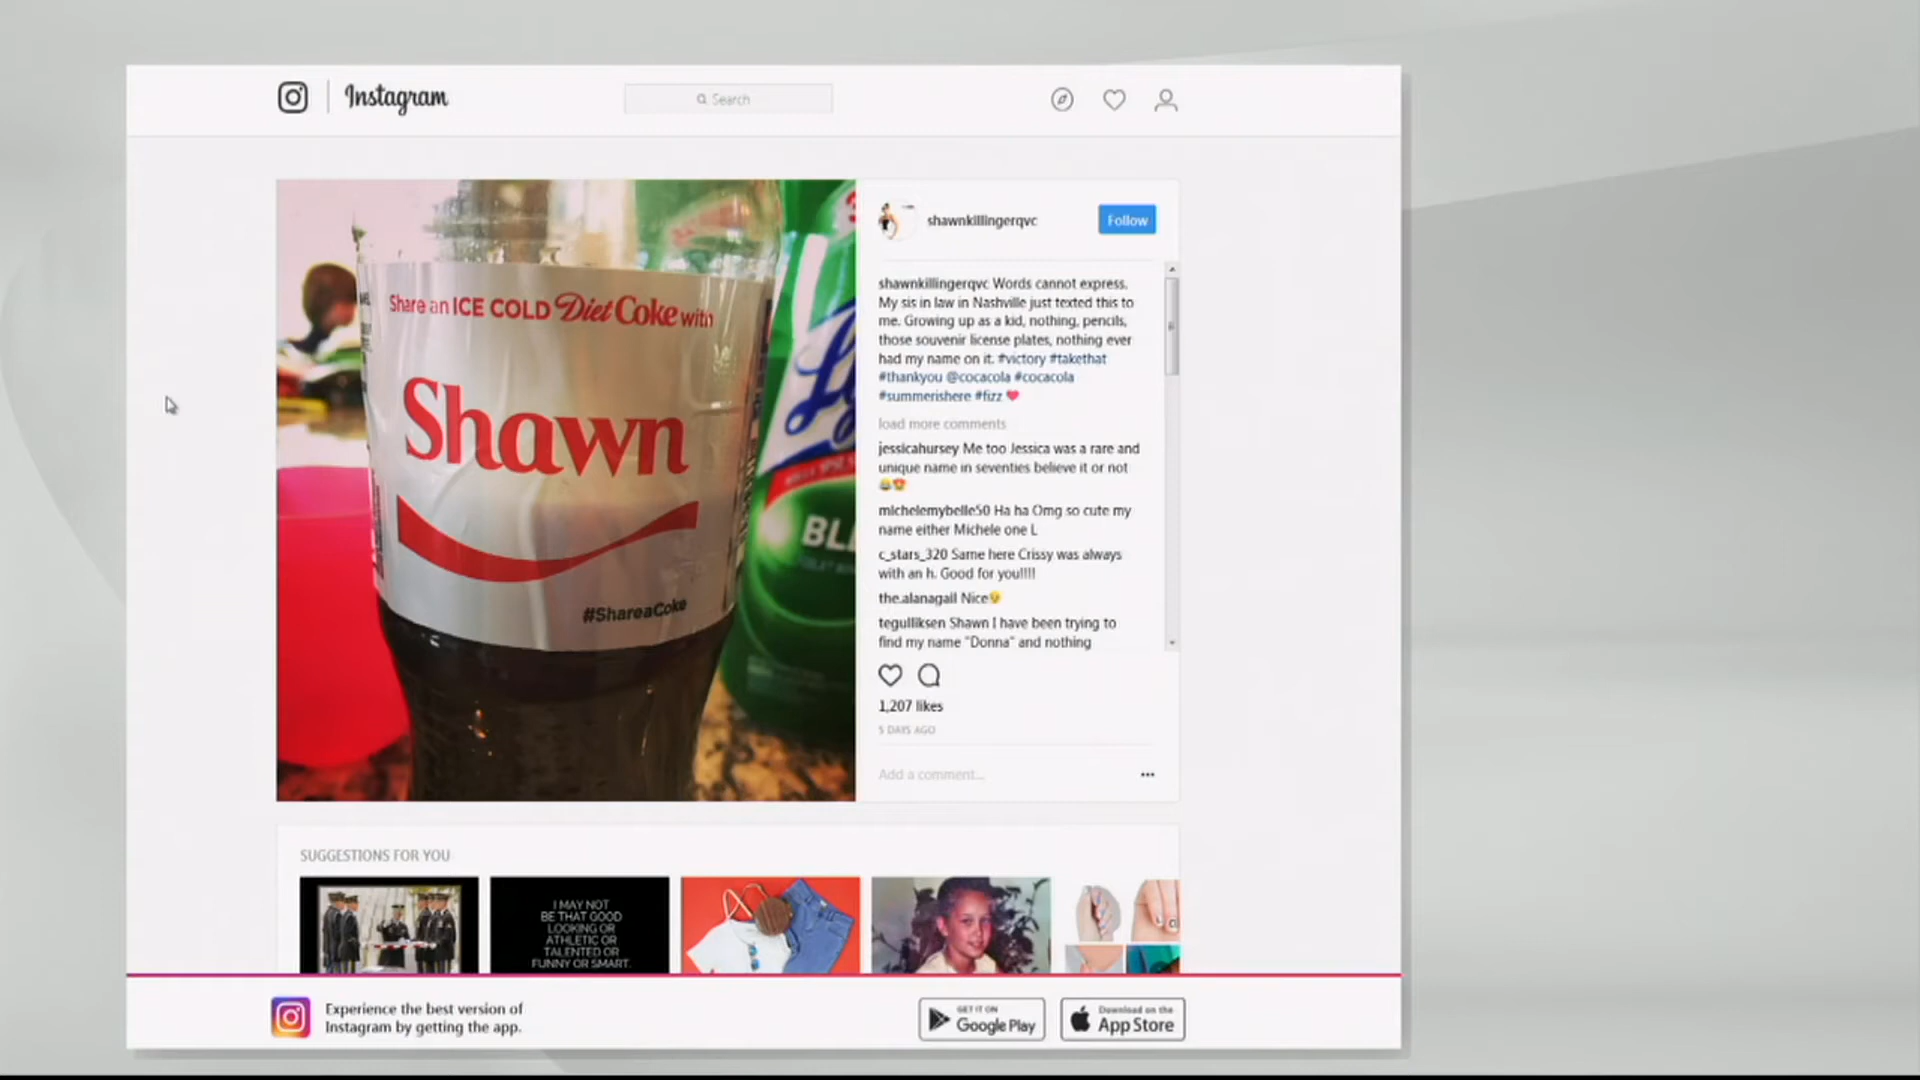 Instagram
Search
Share an ICE COLD Diet Coke with
Shawn
#ShareaCoke
BL
shawnkillingerqvc
Follow
shawnkillingerqvc Words cannot express.
My sis in law in Nashville just texted this to
me. Growing up as a kid, nothing, pencils,
those souvenir license plates, nothing ever
had my name on it. #victory #takethat
#thankyou @cocacola #cocacola
#summerishere #fizz ❤
load more comments
jessicahursey Me too Jessica was a rare and
unique name in seventies believe it or not
michelemybelle50 Ha ha Omg so cute my
name either Michele one L
c_stars_320 Same here Crissy was always
with an h. Good for you!!!!
the.alanagail Nice
tegulliksen Shawn I have been trying to
find my name "Donna" and nothing
1,207 likes
5 DAYS AGO
Add a comment...
SUGGESTIONS FOR YOU
I MAY NOT
BE THAT GOOD
LOOKING OR
ATHLETIC OR
TALENTED OR
FUNNY OR SMART.
Experience the best version of
Instagram by getting the app.
GET IT ON
Google Play
Download on the
App Store